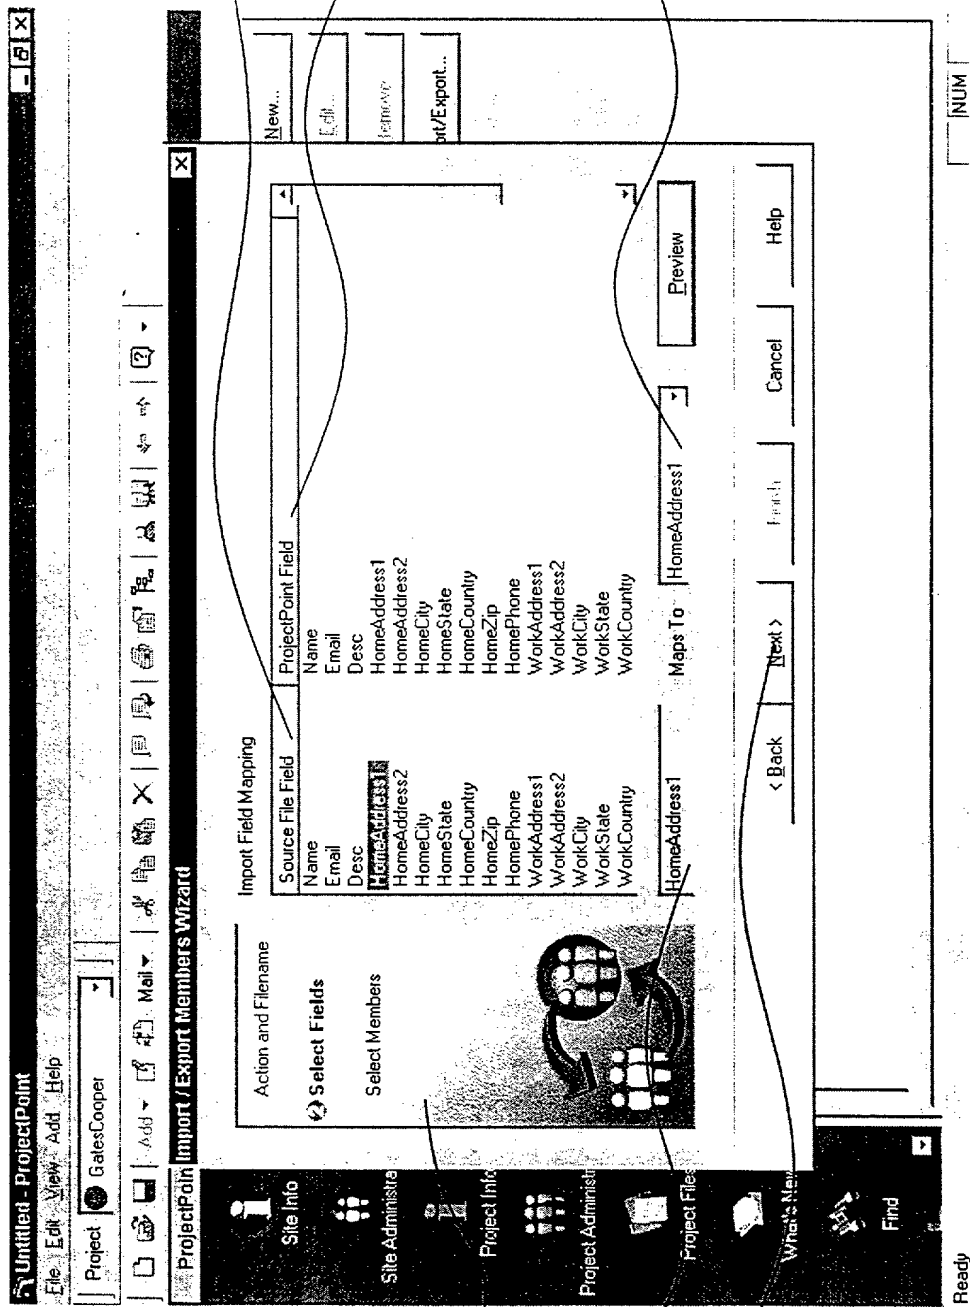 Untitled - ProjectPoint
File Edit View Add Help
Project GatesCooper
Add Mail
ProjectPoin
Import / Export Members Wizard
Site Info
Site Administra
Project Info
Project Administr
Project Files
What's New
Find
Action and Filename
2 Select Fields
Select Members
Import Field Mapping
Source File Field ProjectPoint Field
Name Name
Email Email
Desc Desc
HomeAddress1 HomeAddress1
HomeAddress2 HomeAddress2
HomeCity HomeCity
HomeState HomeState
HomeCountry HomeCountry
HomeZip HomeZip
HomePhone HomePhone
WorkAddress1 WorkAddress1
WorkAddress2 WorkAddress2
WorkCity WorkCity
WorkState WorkState
WorkCountry WorkCountry
HomeAddress1 Maps To HomeAddress1 Preview
< Back Next > Finish Cancel Help
New...
Edit...
Remove
ort/Export...
Ready NUM